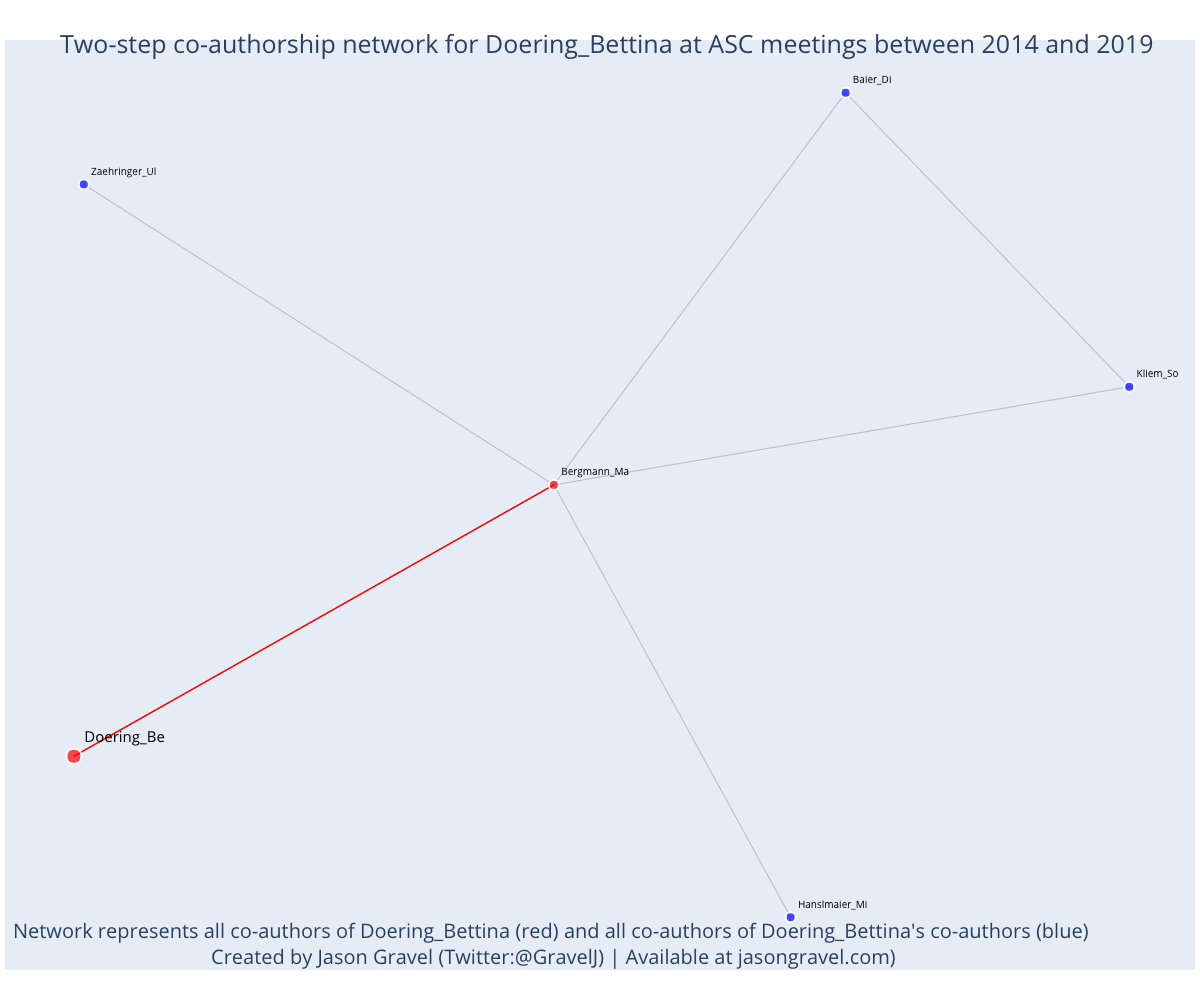 Two-step co-authorship network for Doering_Bettina at ASC meetings between 2014 and 2019
Baier_Di
Zaehringer_Ul
Kliem_So
Bergmann_Ma
Doering_Be
Hanslmaier_Mi
Network represents all co-authors of Doering_Bettina (red) and all co-authors of Doering_Bettina's co-authors (blue)
Created by Jason Gravel (Twitter:@GravelJ) | Available at jasongravel.com)